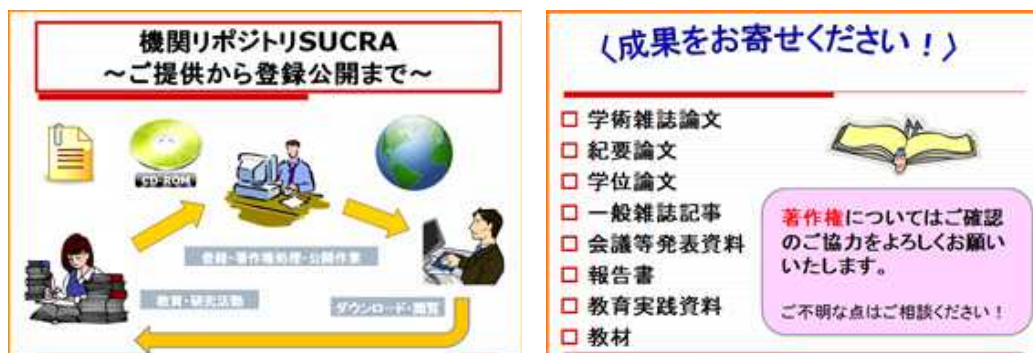 機関リポジトリSUCRA
～ご提供から登録公開まで～
CD-ROM
登録・著作権処理・公開作業
教育・研究活動
ダウンロード・閲覧
〈成果をお寄せください！〉
学術雑誌論文
紀要論文
学位論文
一般雑誌記事
会議等発表資料
報告書
教育実践資料
教材
著作権についてはご確認
のご協力をよろしくお願い
いたします。
ご不明な点はご相談ください！